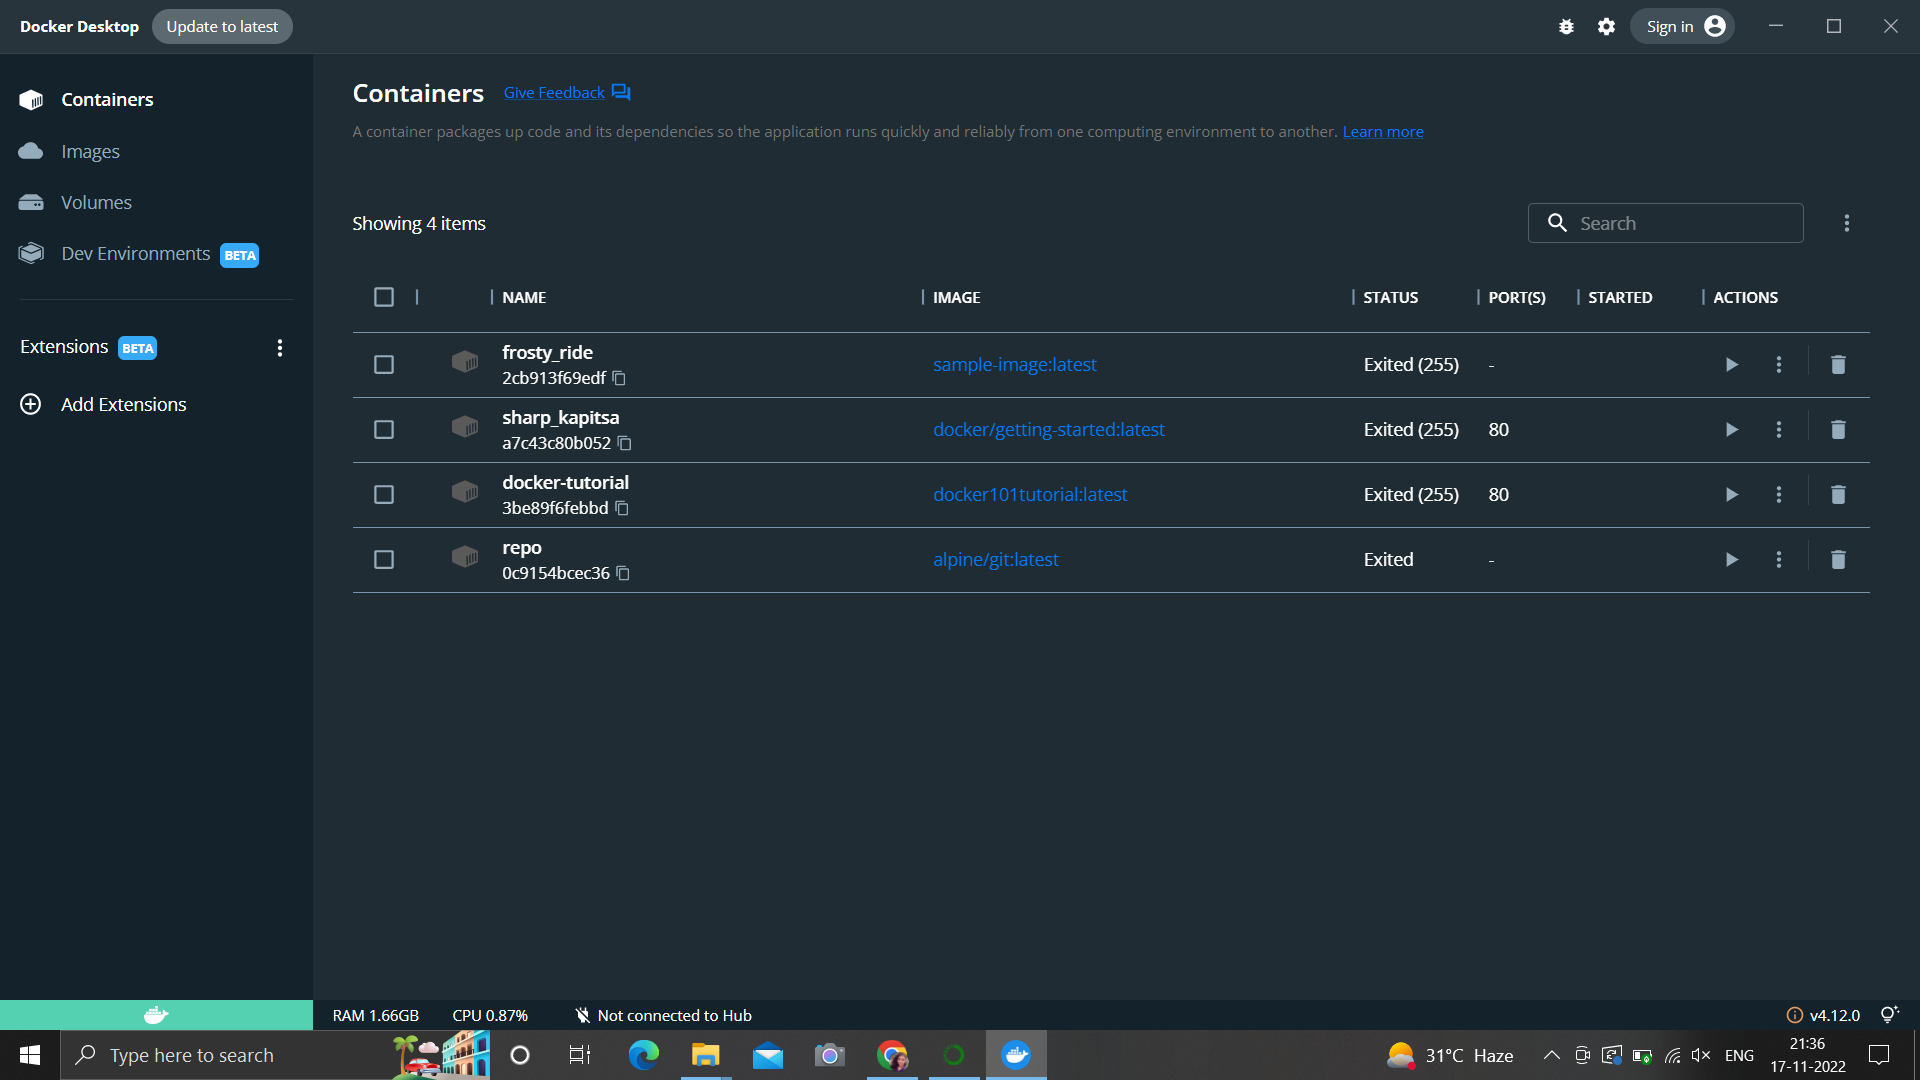 Docker Desktop Update to latest Sign in
Containers
Images
Volumes
Dev Environments BETA
Extensions BETA
Add Extensions
Containers Give Feedback
A container packages up code and its dependencies so the application runs quickly and reliably from one computing environment to another. Learn more
Showing 4 items Search
NAME IMAGE STATUS PORT(S) STARTED ACTIONS
frosty_ride
2cb913f69edf sample-image:latest Exited (255) -
sharp_kapitsa
a7c43c80b052 docker/getting-started:latest Exited (255) 80
docker-tutorial
3be89f6febbd docker101tutorial:latest Exited (255) 80
repo
0c9154bcec36 alpine/git:latest Exited -
RAM 1.66GB CPU 0.87% Not connected to Hub v4.12.0
Type here to search 31°C Haze ENG 21:36
17-11-2022